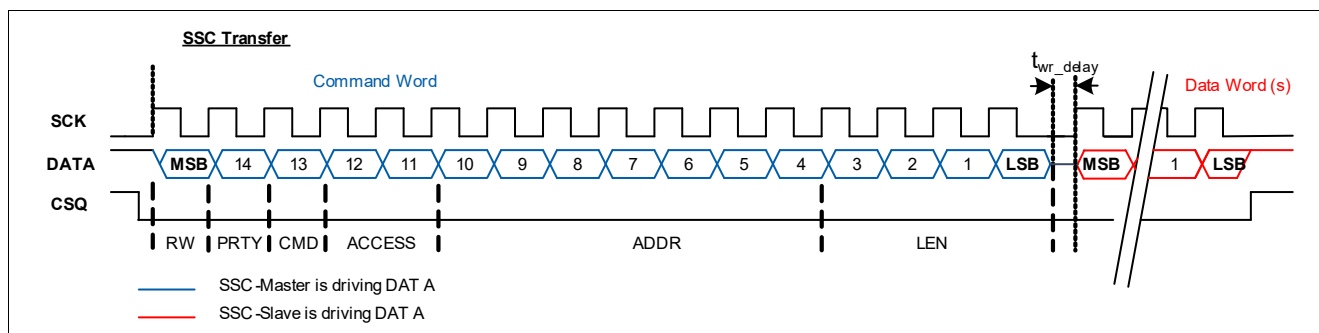 SSC Transfer
Command Word
t_wr_delay
Data Word (s)
SCK
DATA
MSB 14 13 12 11 10 9 8 7 6 5 4 3 2 1 LSB MSB 1 LSB
CSQ
RW PRTY CMD ACCESS ADDR LEN
SSC-Master is driving DAT A
SSC-Slave is driving DAT A